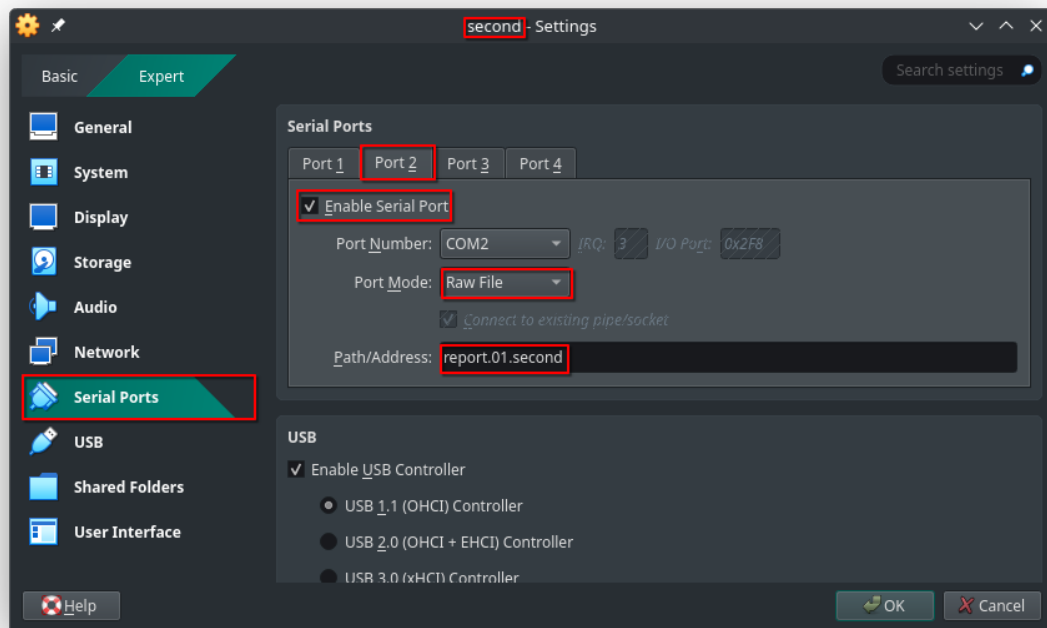 second - Settings
Basic Expert
Search settings
General
System
Display
Storage
Audio
Network
Serial Ports
USB
Shared Folders
User Interface
Serial Ports
Port 1 Port 2 Port 3 Port 4
Enable Serial Port
Port Number: COM2 IRQ: 3 I/O Port: 0x2F8
Port Mode: Raw File
Connect to existing pipe/socket
Path/Address: report.01.second
USB
Enable USB Controller
USB 1.1 (OHCI) Controller
USB 2.0 (OHCI + EHCI) Controller
USB 3.0 (xHCI) Controller
Help OK Cancel